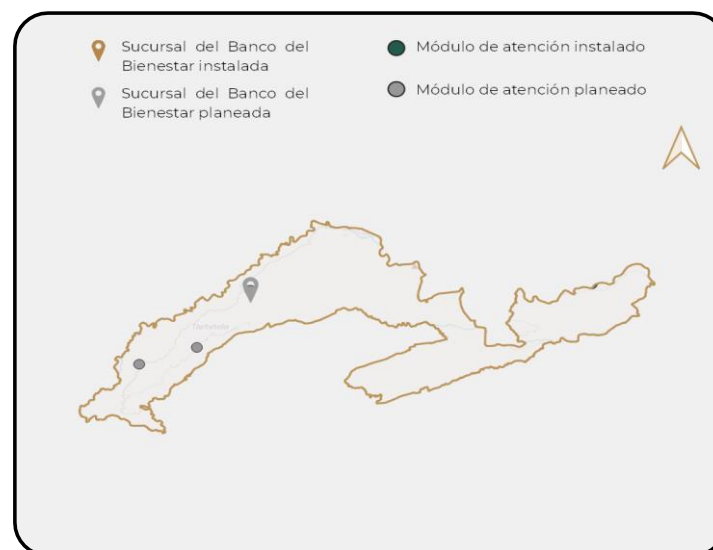 Sucursal del Banco del
Bienestar instalada
Sucursal del Banco del
Bienestar planeada
Módulo de atención instalado
Módulo de atención planeado